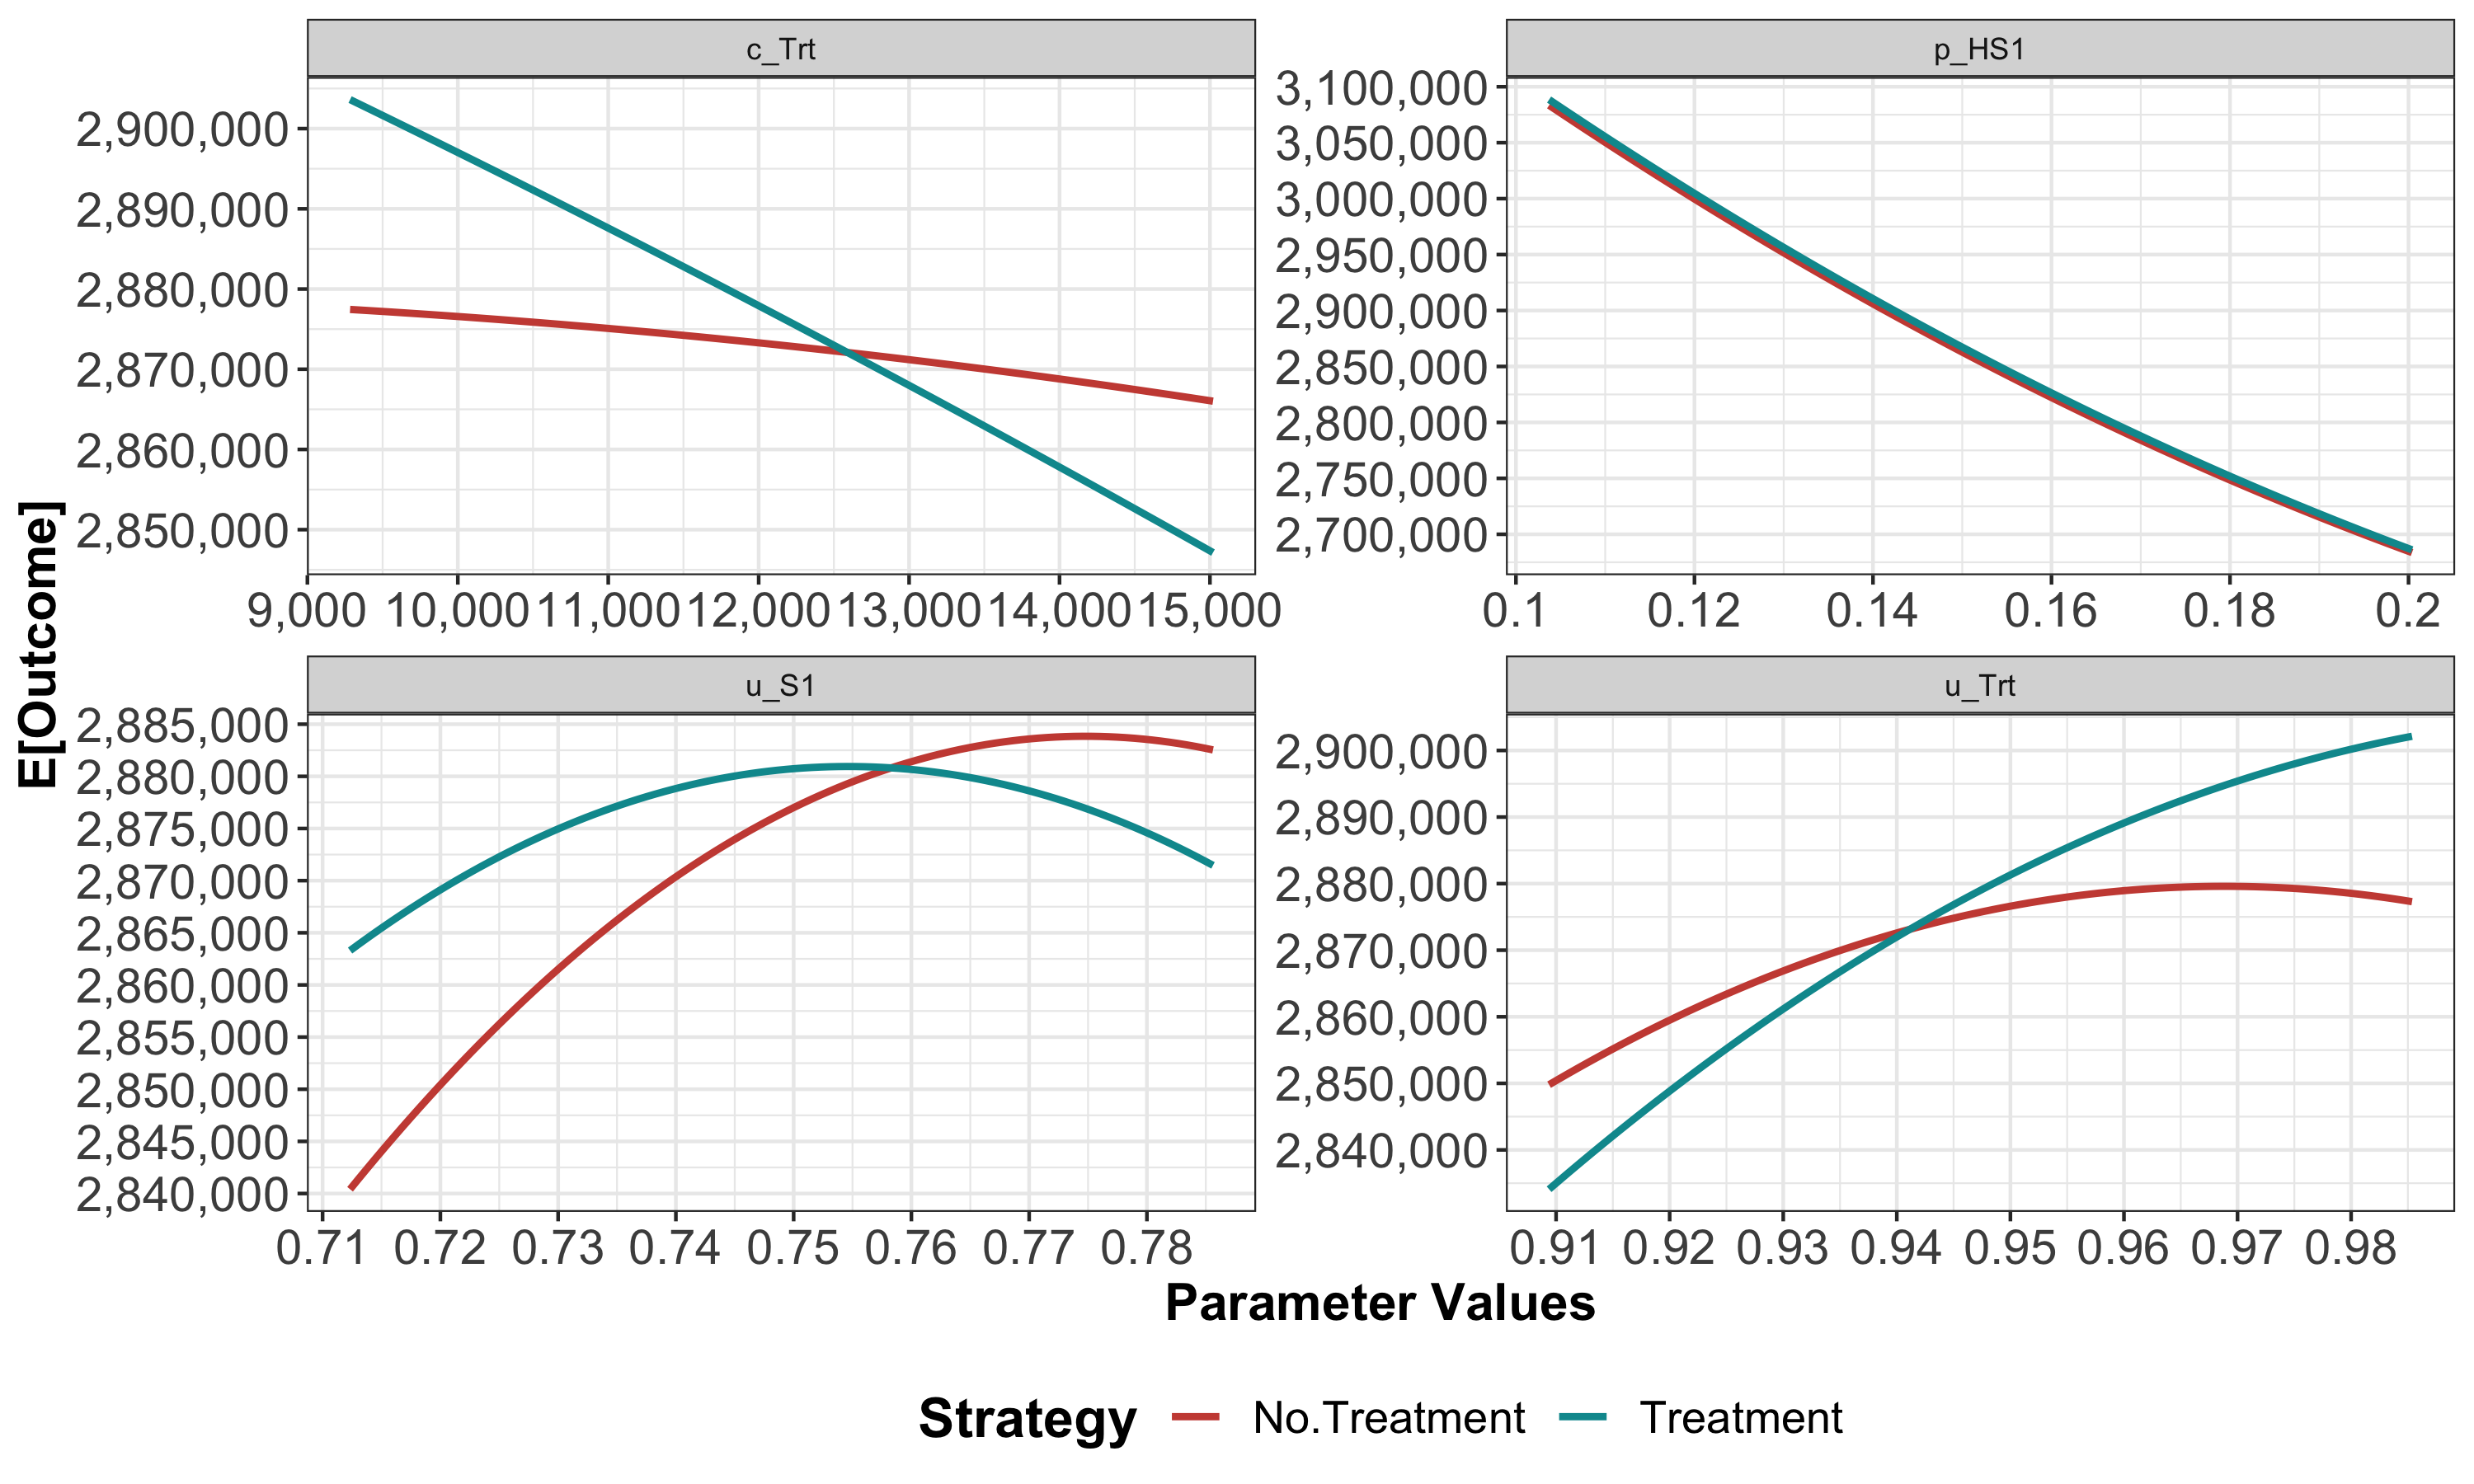 c_Trt
2,900,000
2,890,000
2,880,000
2,870,000
2,860,000
2,850,000
9,000 10,000 11,000 12,000 13,000 14,000 15,000
p_HS1
3,100,000
3,050,000
3,000,000
2,950,000
2,900,000
2,850,000
2,800,000
2,750,000
2,700,000
0.1 0.12 0.14 0.16 0.18 0.2
E[Outcome]
u_S1
2,885,000
2,880,000
2,875,000
2,870,000
2,865,000
2,860,000
2,855,000
2,850,000
2,845,000
2,840,000
0.71 0.72 0.73 0.74 0.75 0.76 0.77 0.78
u_Trt
2,900,000
2,890,000
2,880,000
2,870,000
2,860,000
2,850,000
2,840,000
0.91 0.92 0.93 0.94 0.95 0.96 0.97 0.98
Parameter Values
Strategy No.Treatment Treatment